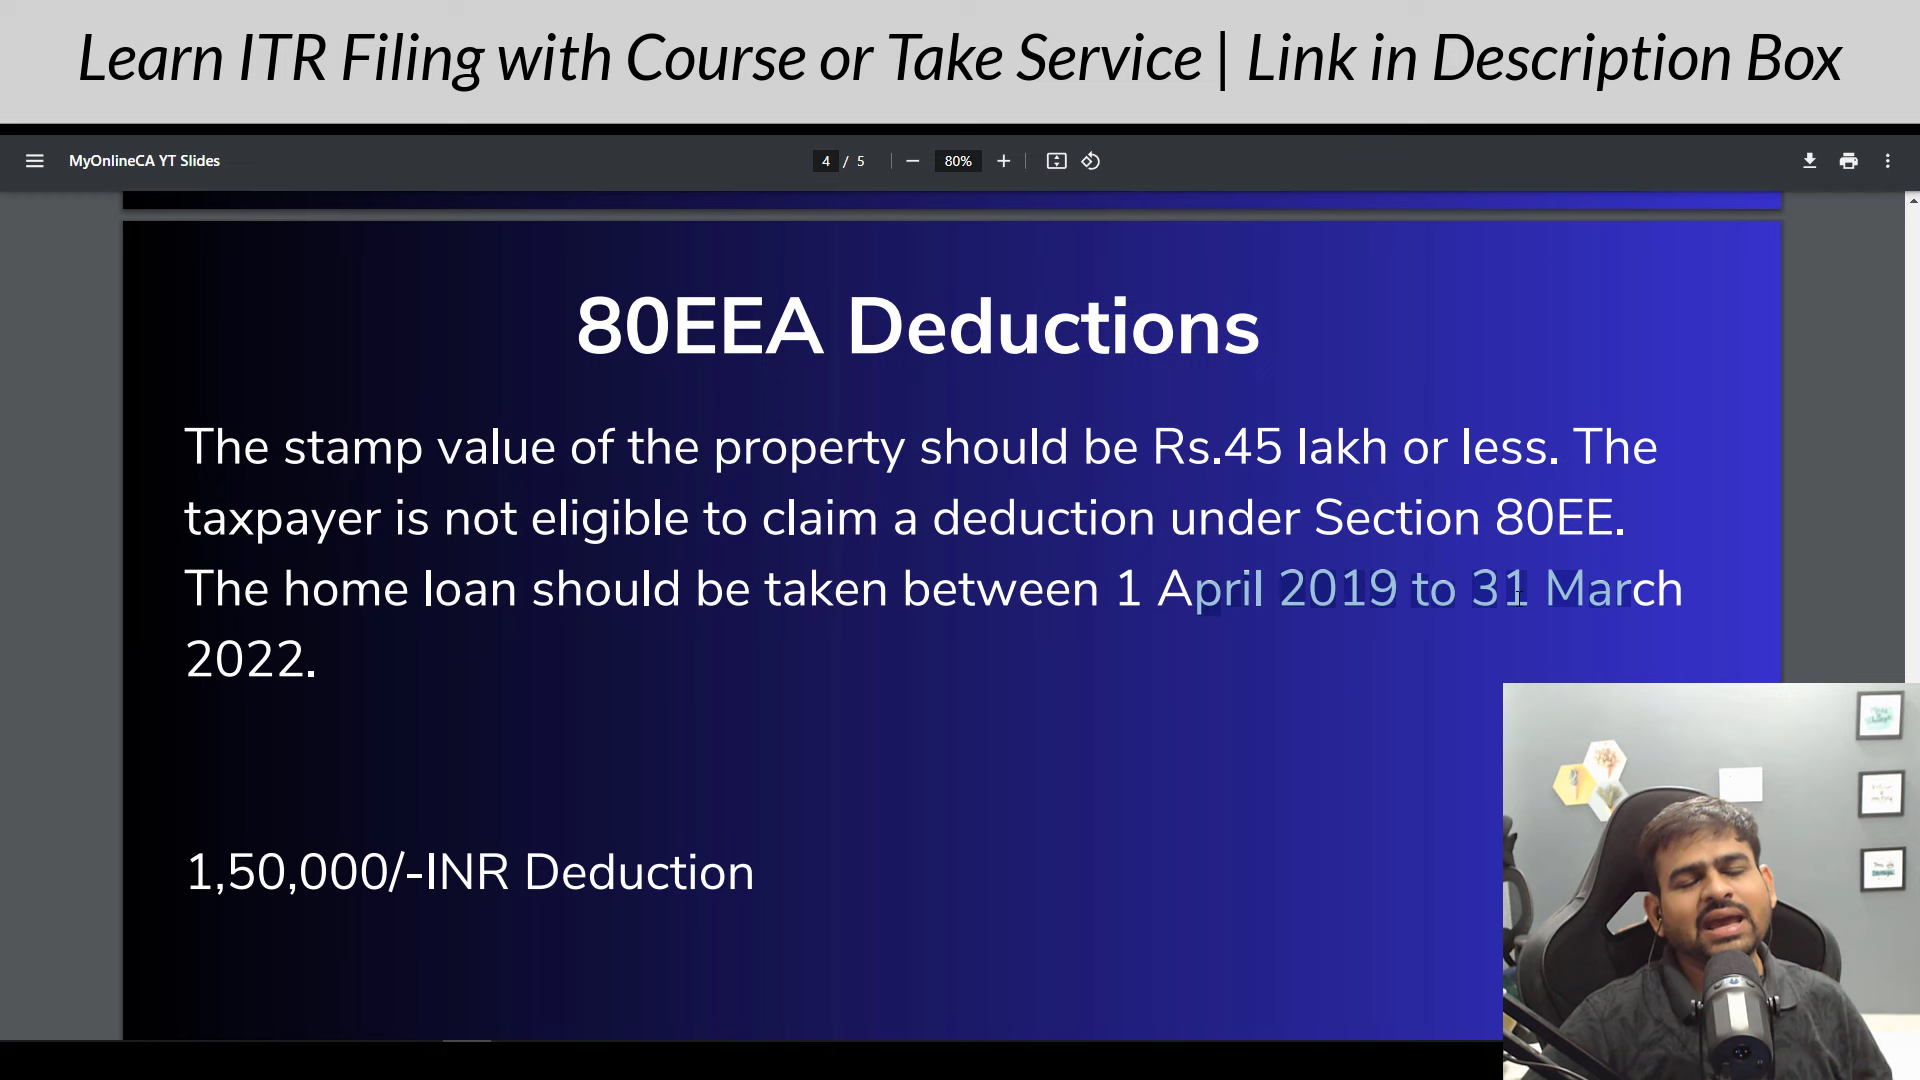 Learn ITR Filing with Course or Take Service | Link in Description Box
MyOnlineCA YT Slides
4 / 5
80%
80EEA Deductions
The stamp value of the property should be Rs.45 lakh or less. The
taxpayer is not eligible to claim a deduction under Section 80EE.
The home loan should be taken between 1 April 2019 to 31 March
2022.
1,50,000/-INR Deduction